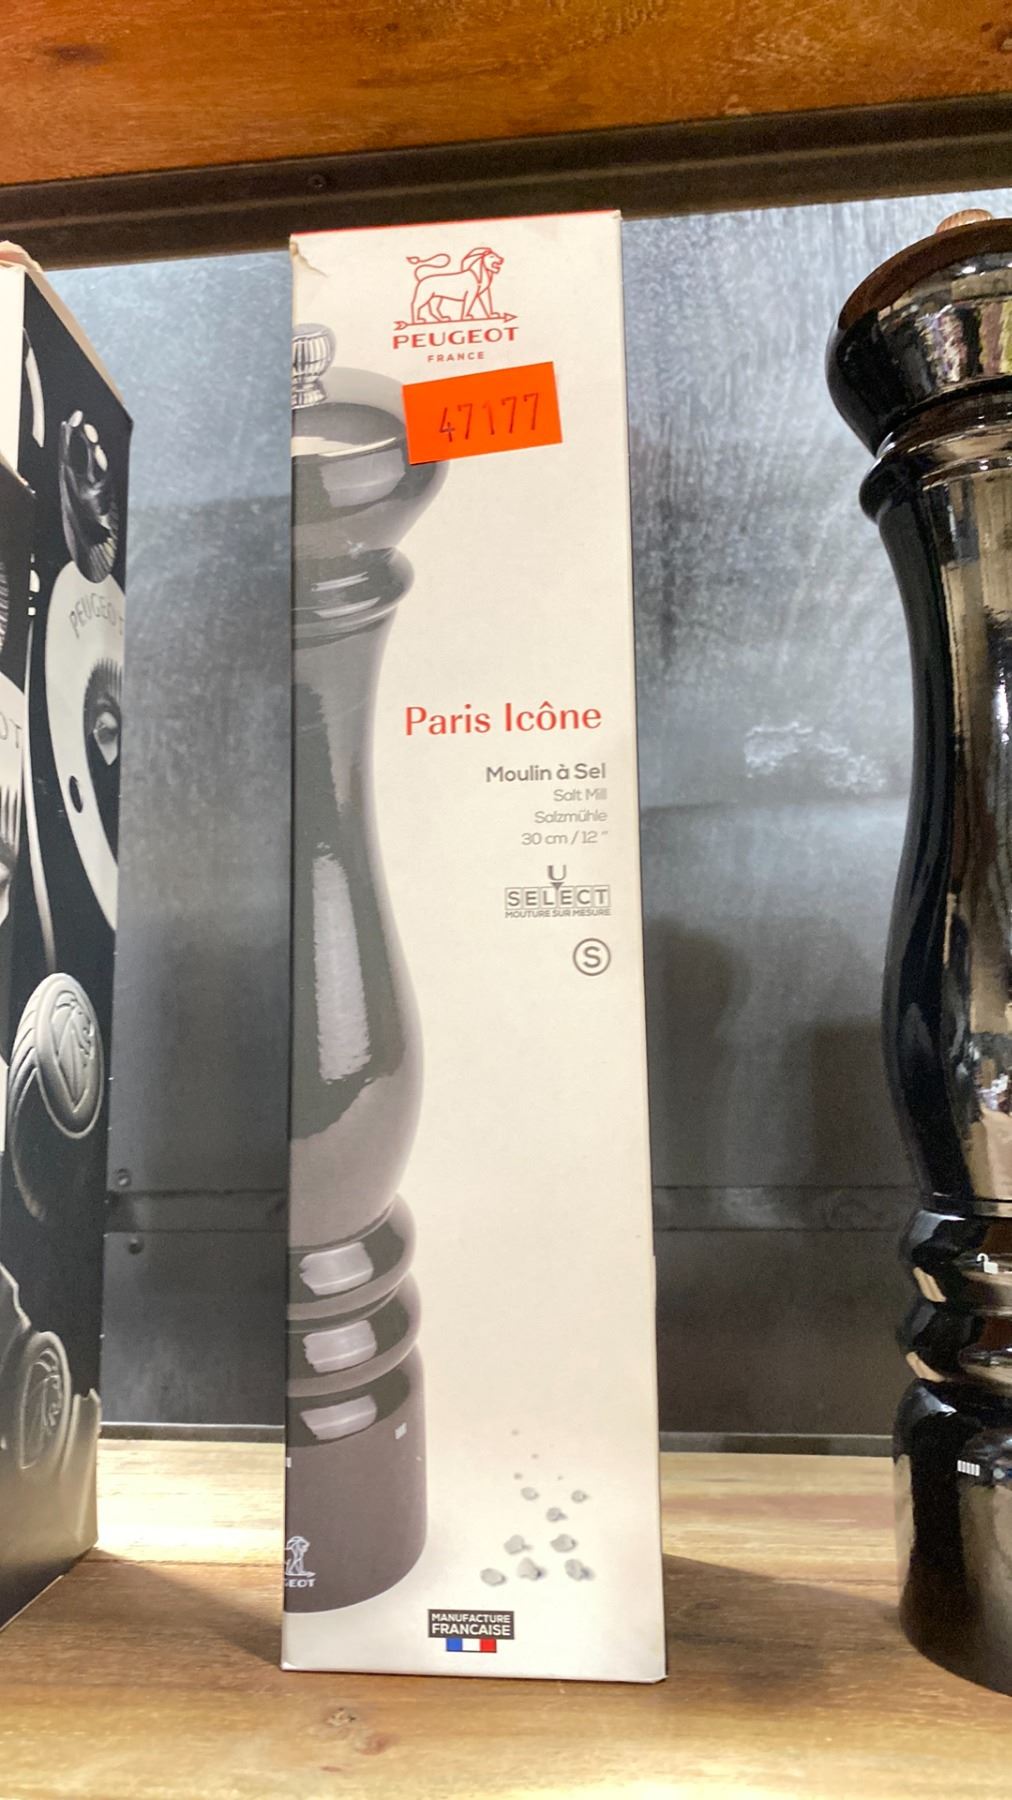 PEUGEOT
FRANCE
47177
Paris Icône
Moulin à Sel
Salt Mill
Salzmühle
30 cm / 12 "
U
SELECT
MOUTURE SUR MESURE
S
MANUFACTURE
FRANCAISE
PEUGEOT
GEOT